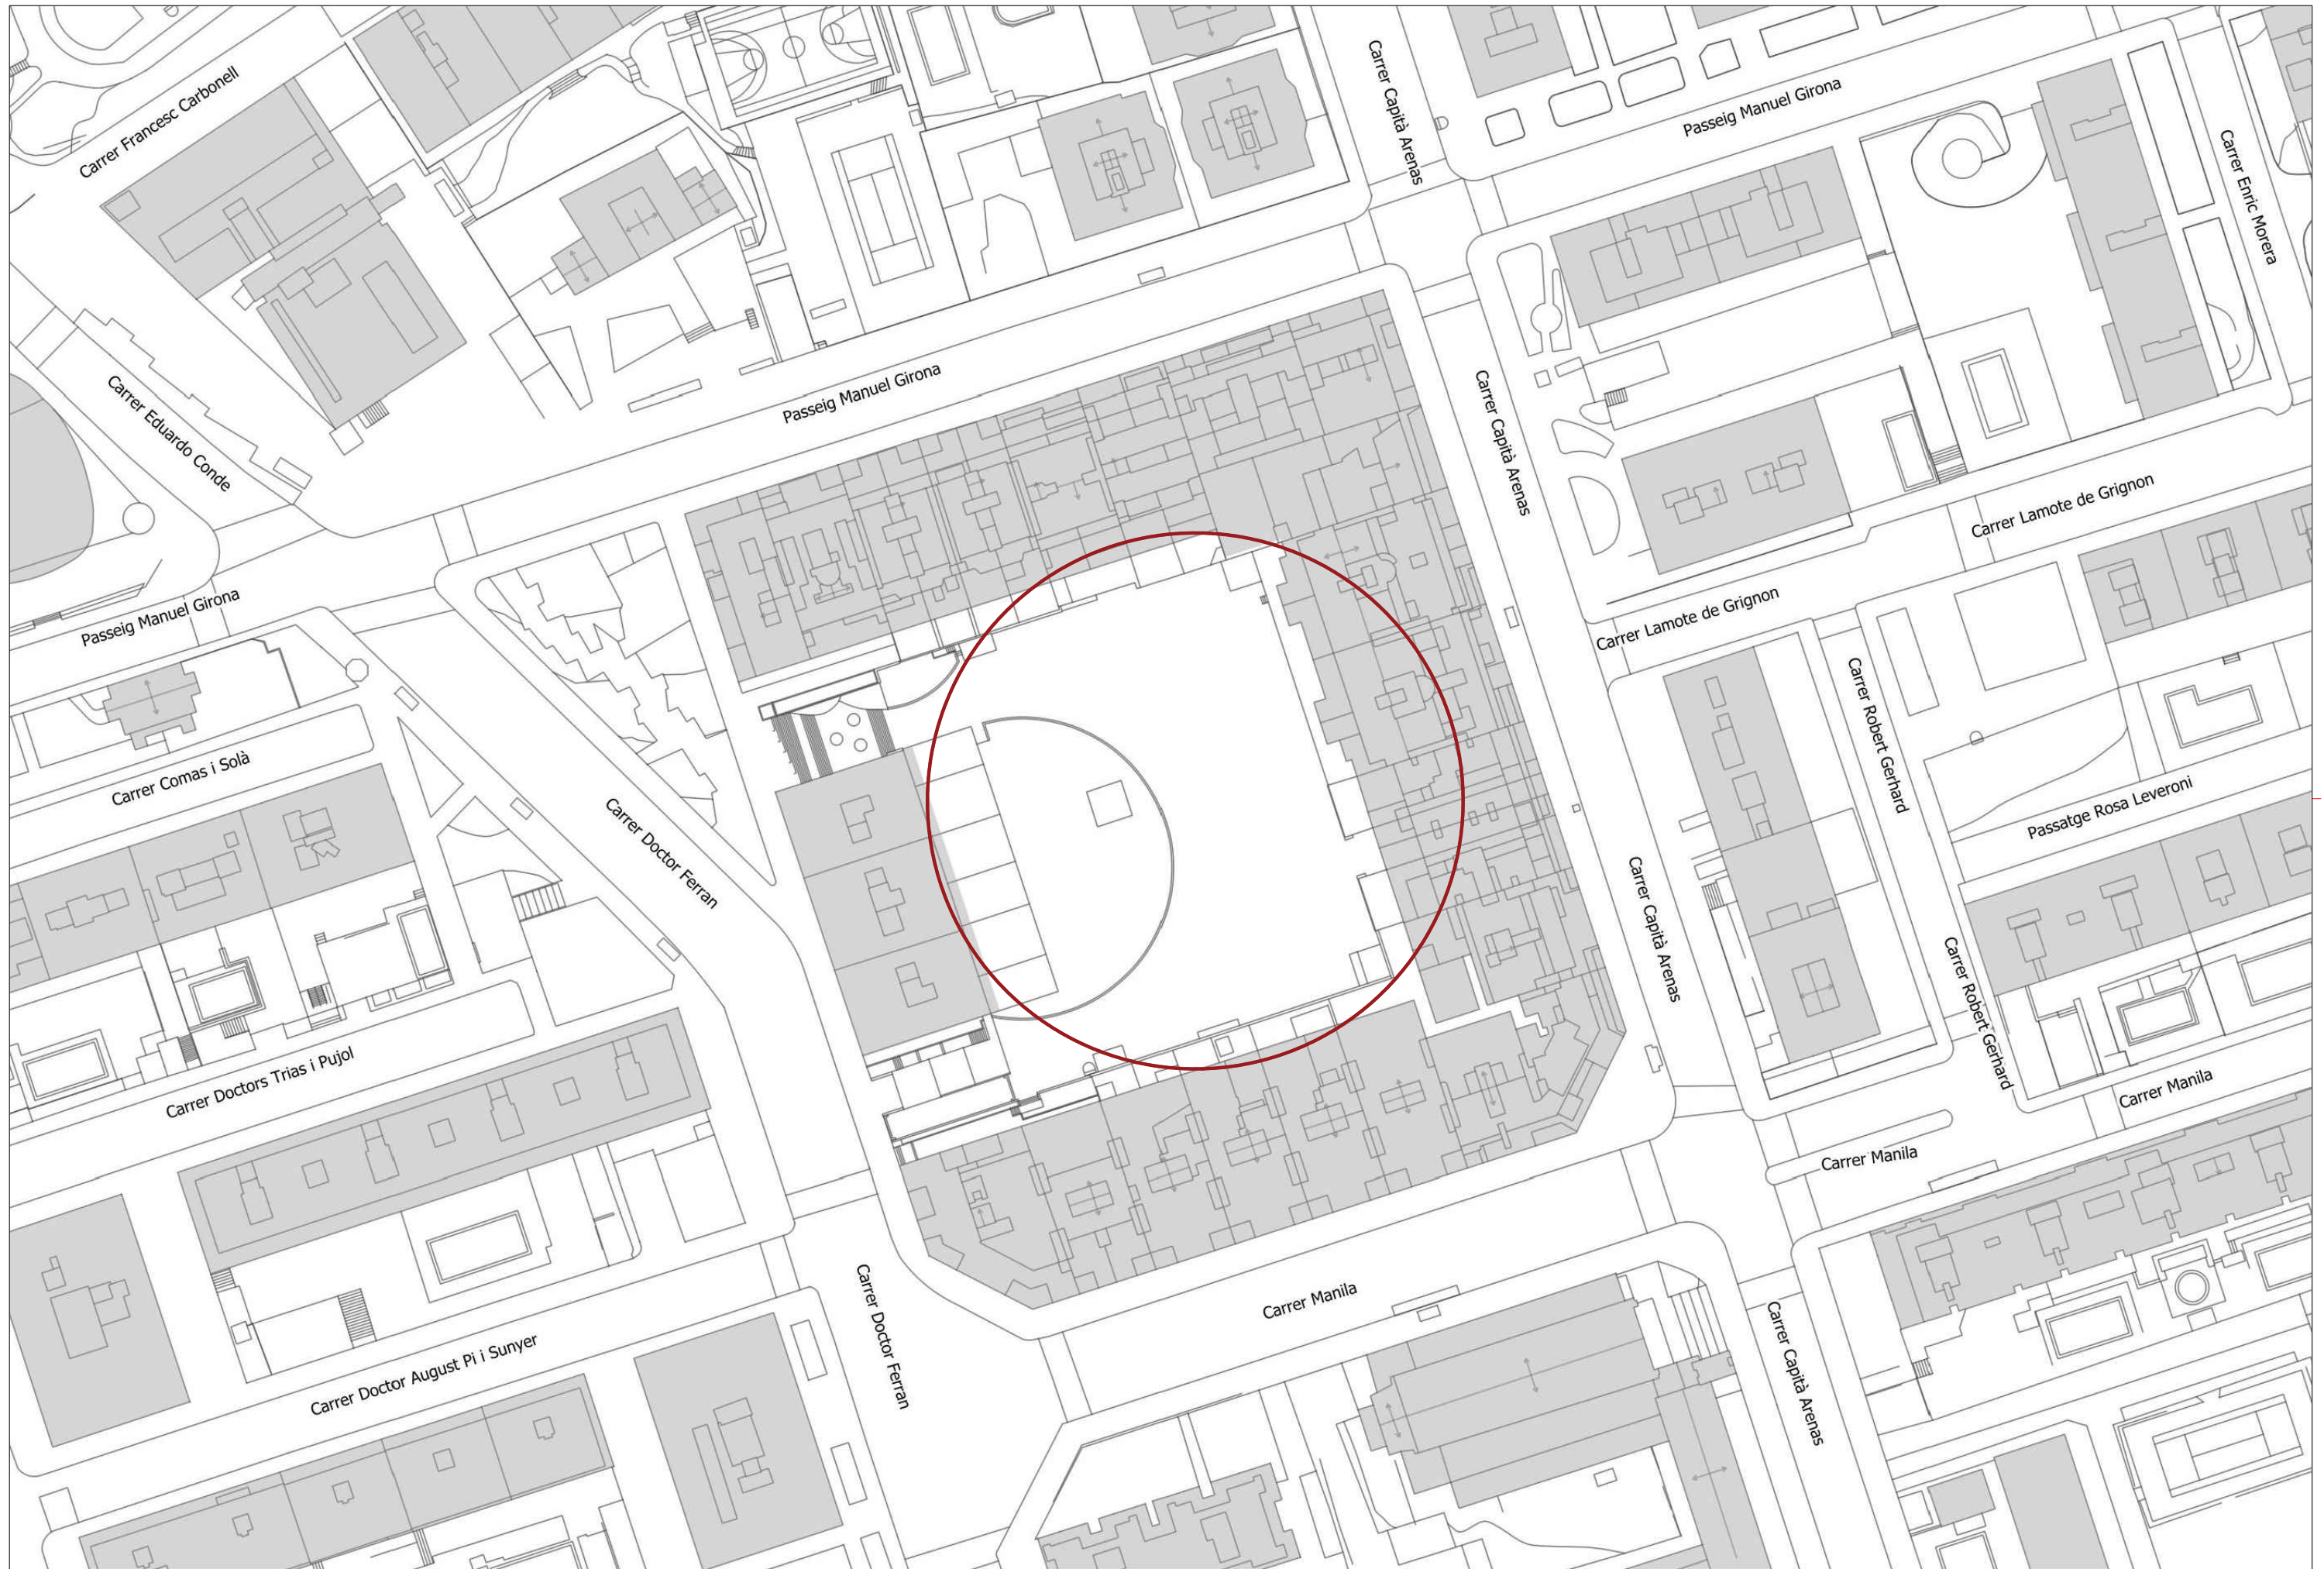 Carrer Francesc Carbonell
Carrer Capità Arenas
Passeig Manuel Girona
Carrer Enric Morera
Carrer Eduardo Conde
Passeig Manuel Girona
Carrer Capità Arenas
Carrer Lamote de Grignon
Passeig Manuel Girona
Carrer Lamote de Grignon
Carrer Robert Gerhard
Carrer Comas i Solà
Carrer Doctor Ferran
Passatge Rosa Leveroni
Carrer Capità Arenas
Carrer Robert Gerhard
Carrer Doctors Trias i Pujol
Carrer Manila
Carrer Manila
Carrer Doctor Ferran
Carrer Manila
Carrer Capità Arenas
Carrer Doctor August Pi i Sunyer